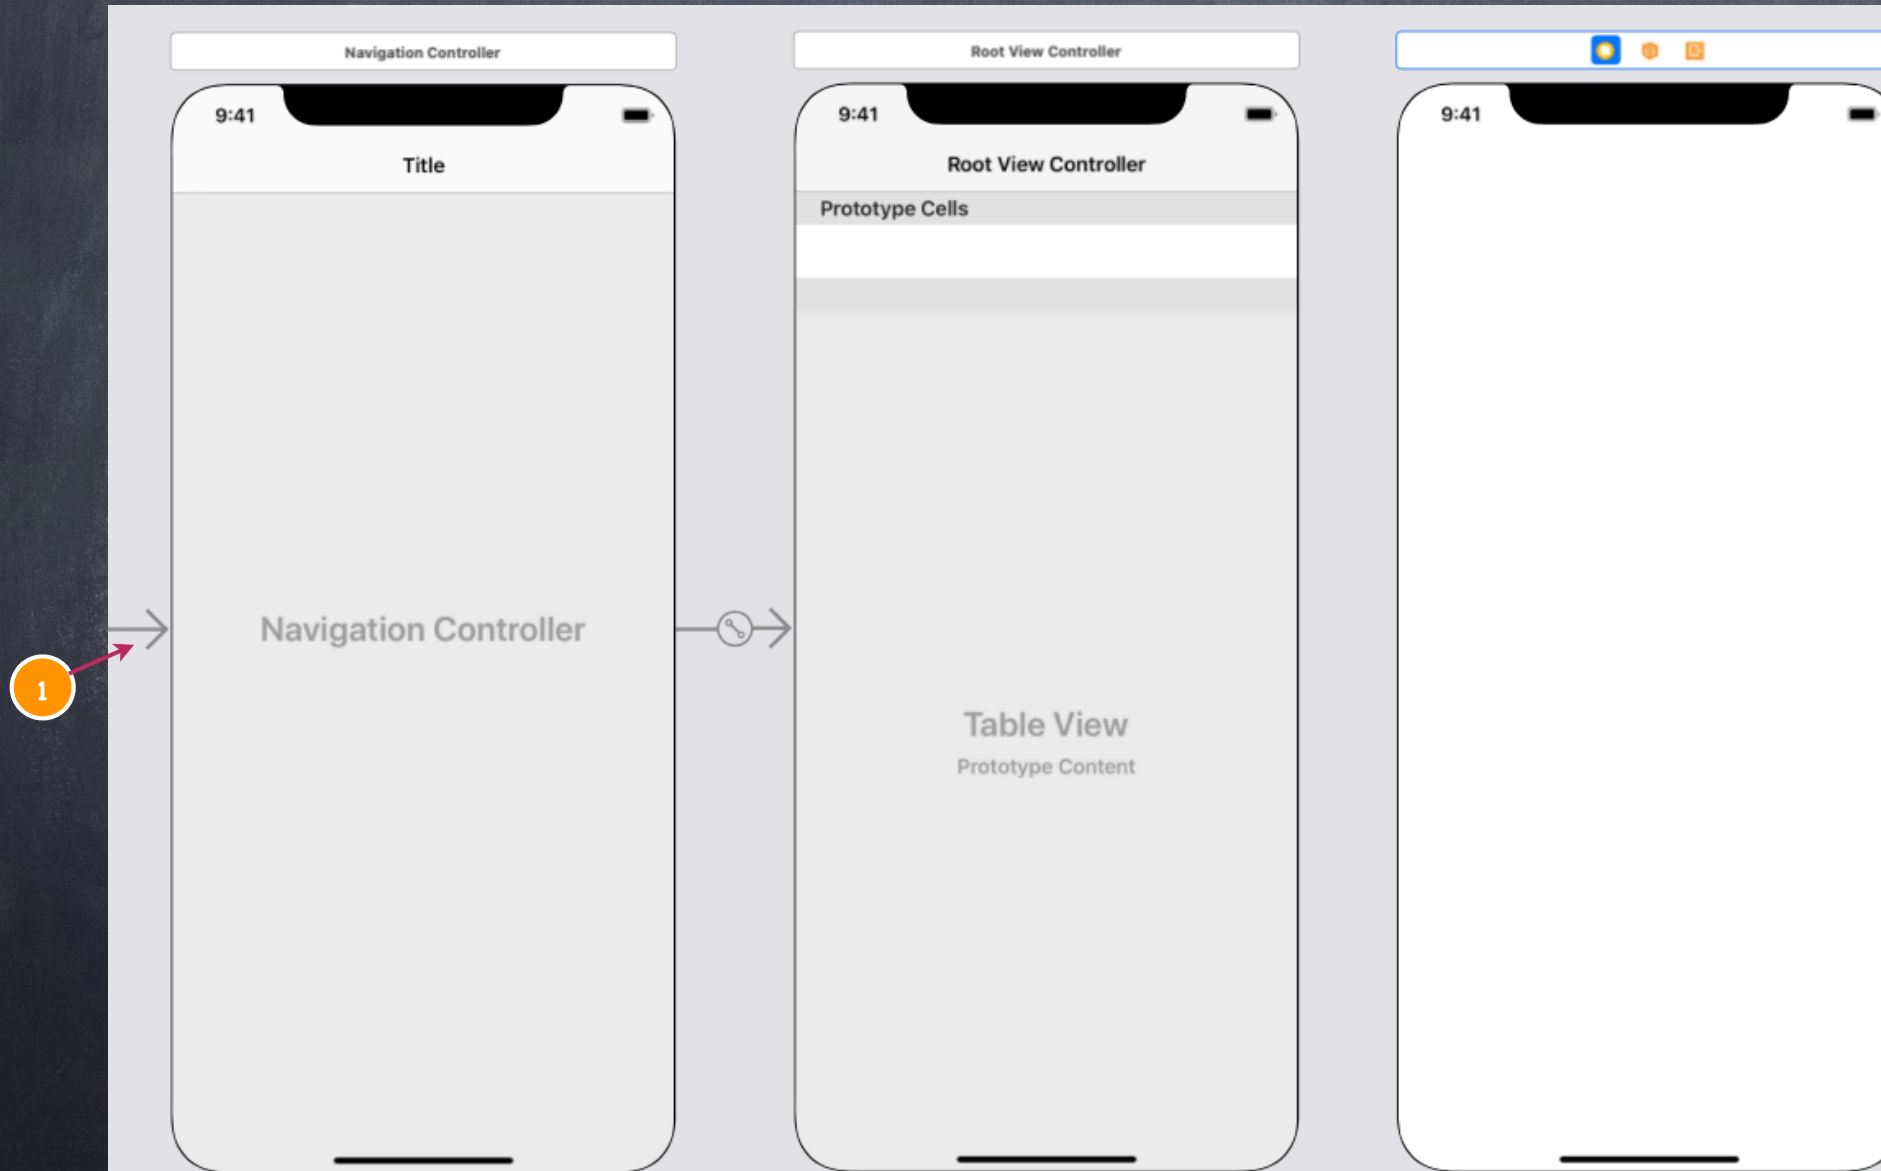 Navigation Controller
Root View Controller
9:41
9:41
9:41
Title
Root View Controller
Prototype Cells
Navigation Controller
1
Table View
Prototype Content